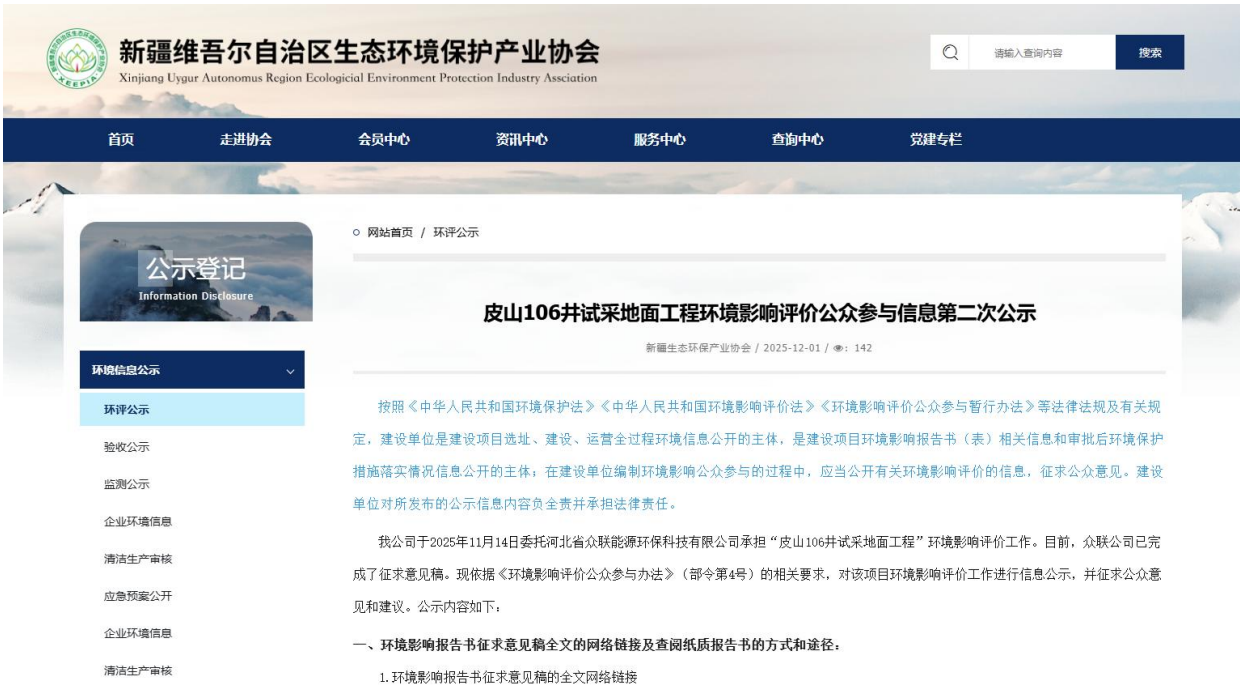 新疆维吾尔自治区生态环境保护产业协会
Xinjiang Uygur Autonomus Region Ecologicial Environment Protection Industry Assciation
XEEPIA
请输入查询内容
搜索
首页 走进协会 会员中心 资讯中心 服务中心 查询中心 党建专栏
公示登记
Information Disclosure
环境信息公示
环评公示
验收公示
监测公示
企业环境信息
清洁生产审核
应急预案公开
企业环境信息
清洁生产审核
网站首页 / 环评公示
皮山106井试采地面工程环境影响评价公众参与信息第二次公示
新疆生态环保产业协会 / 2025-12-01 / : 142
按照《中华人民共和国环境保护法》《中华人民共和国环境影响评价法》《环境影响评价公众参与暂行办法》等法律法规及有关规
定，建设单位是建设项目选址、建设、运营全过程环境信息公开的主体，是建设项目环境影响报告书（表）相关信息和审批后环境保护
措施落实情况信息公开的主体；在建设单位编制环境影响公众参与的过程中，应当公开有关环境影响评价的信息，征求公众意见。建设
单位对所发布的公示信息内容负全责并承担法律责任。
我公司于2025年11月14日委托河北省众联能源环保科技有限公司承担“皮山106井试采地面工程”环境影响评价工作。目前，众联公司已完
成了征求意见稿。现依据《环境影响评价公众参与办法》（部令第4号）的相关要求，对该项目环境影响评价工作进行信息公示，并征求公众意
见和建议。公示内容如下：
一、环境影响报告书征求意见稿全文的网络链接及查阅纸质报告书的方式和途径：
1.环境影响报告书征求意见稿的全文网络链接